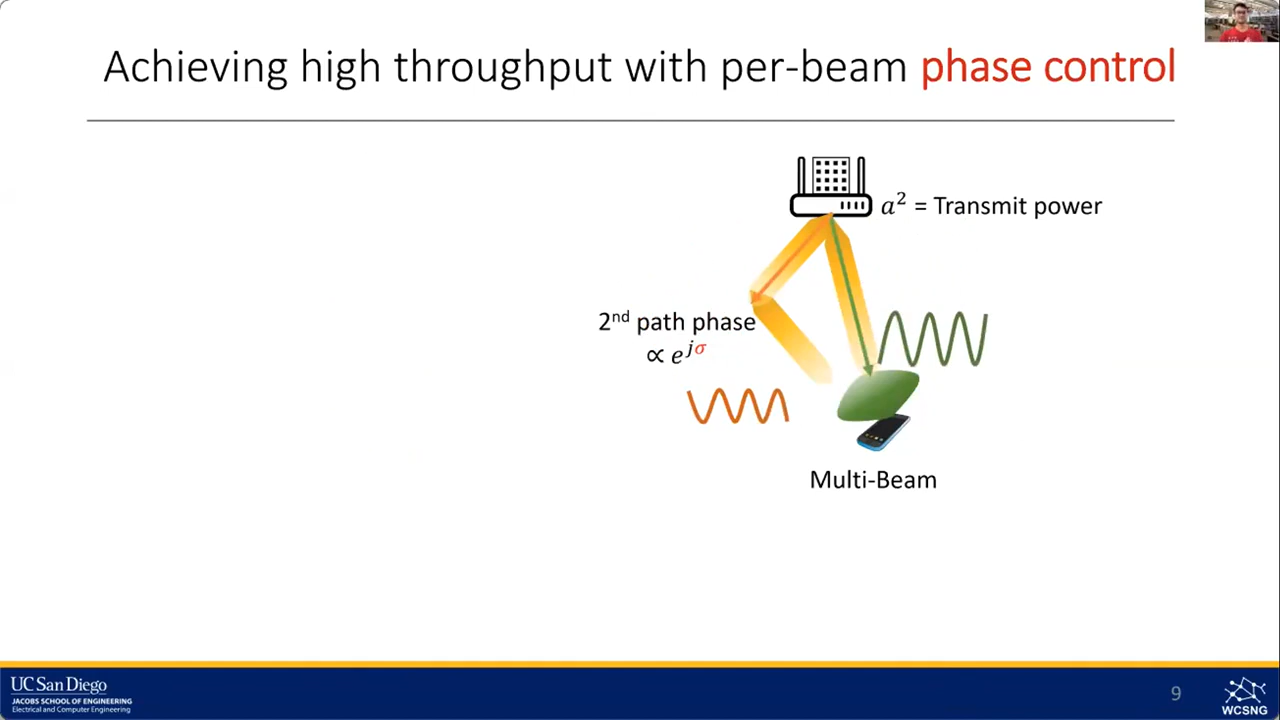 Achieving high throughput with per-beam phase control
a² = Transmit power
2nd path phase
∝ e^{jσ}
Multi-Beam
UC San Diego
JACOBS SCHOOL OF ENGINEERING
Electrical and Computer Engineering
9
WCSNG